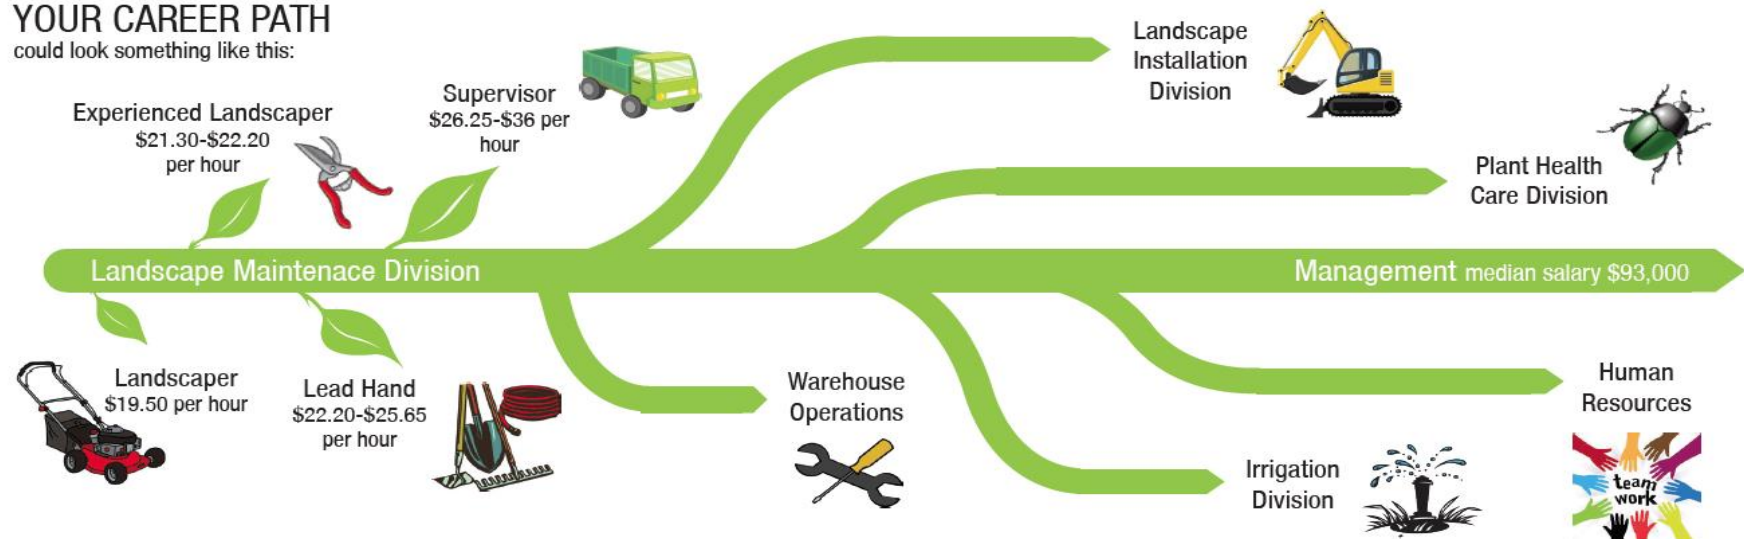 YOUR CAREER PATH
could look something like this:
Experienced Landscaper
$21.30-$22.20
per hour
Supervisor
$26.25-$36 per
hour
Landscape
Installation
Division
Plant Health
Care Division
Landscape Maintenace Division
Management median salary $93,000
Landscaper
$19.50 per hour
Lead Hand
$22.20-$25.65
per hour
Warehouse
Operations
Irrigation
Division
Human
Resources
team
work